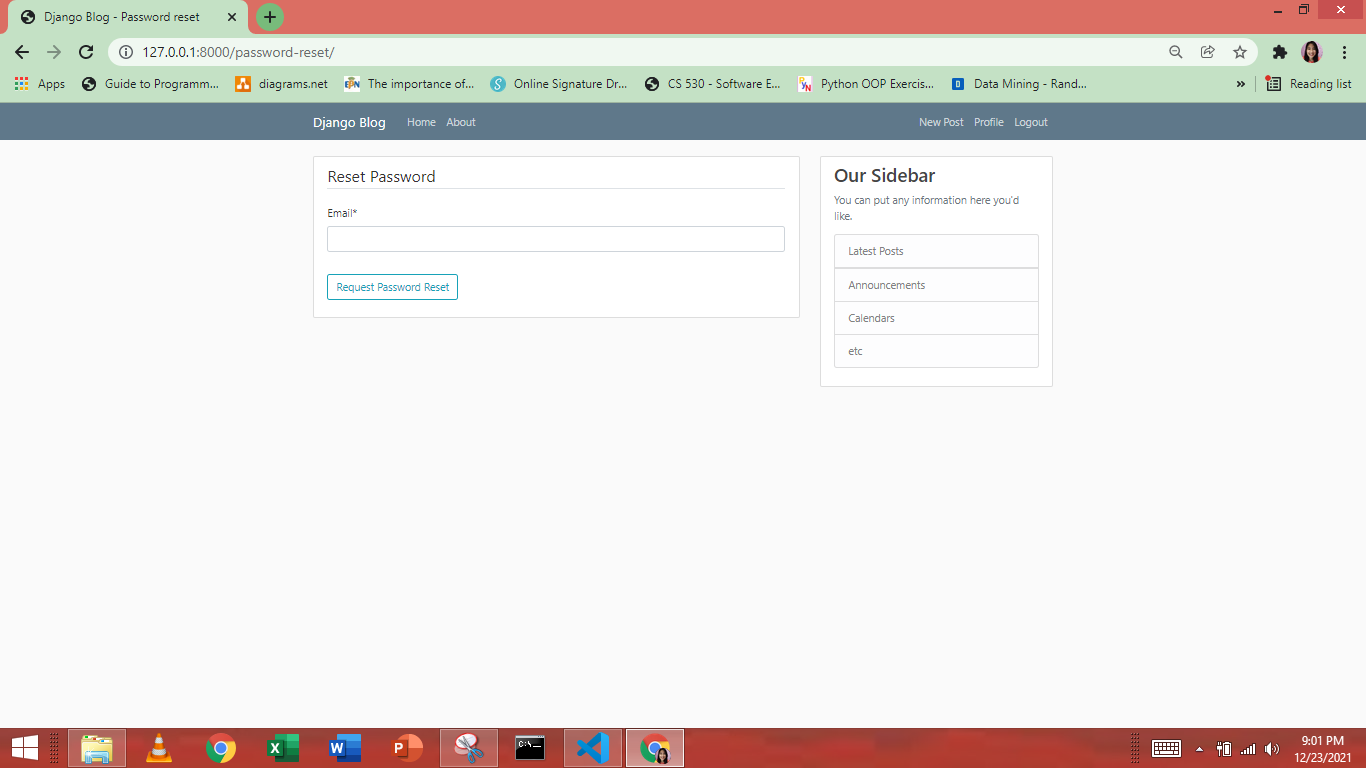 Django Blog - Password reset
127.0.0.1:8000/password-reset/
Apps
Guide to Programm...
diagrams.net
The importance of...
Online Signature Dr...
CS 530 - Software E...
Python OOP Exercis...
Data Mining - Rand...
»
Reading list
Django Blog
Home
About
New Post
Profile
Logout
Reset Password
Email*
Request Password Reset
Our Sidebar
You can put any information here you'd
like.
Latest Posts
Announcements
Calendars
etc
9:01 PM
12/23/2021